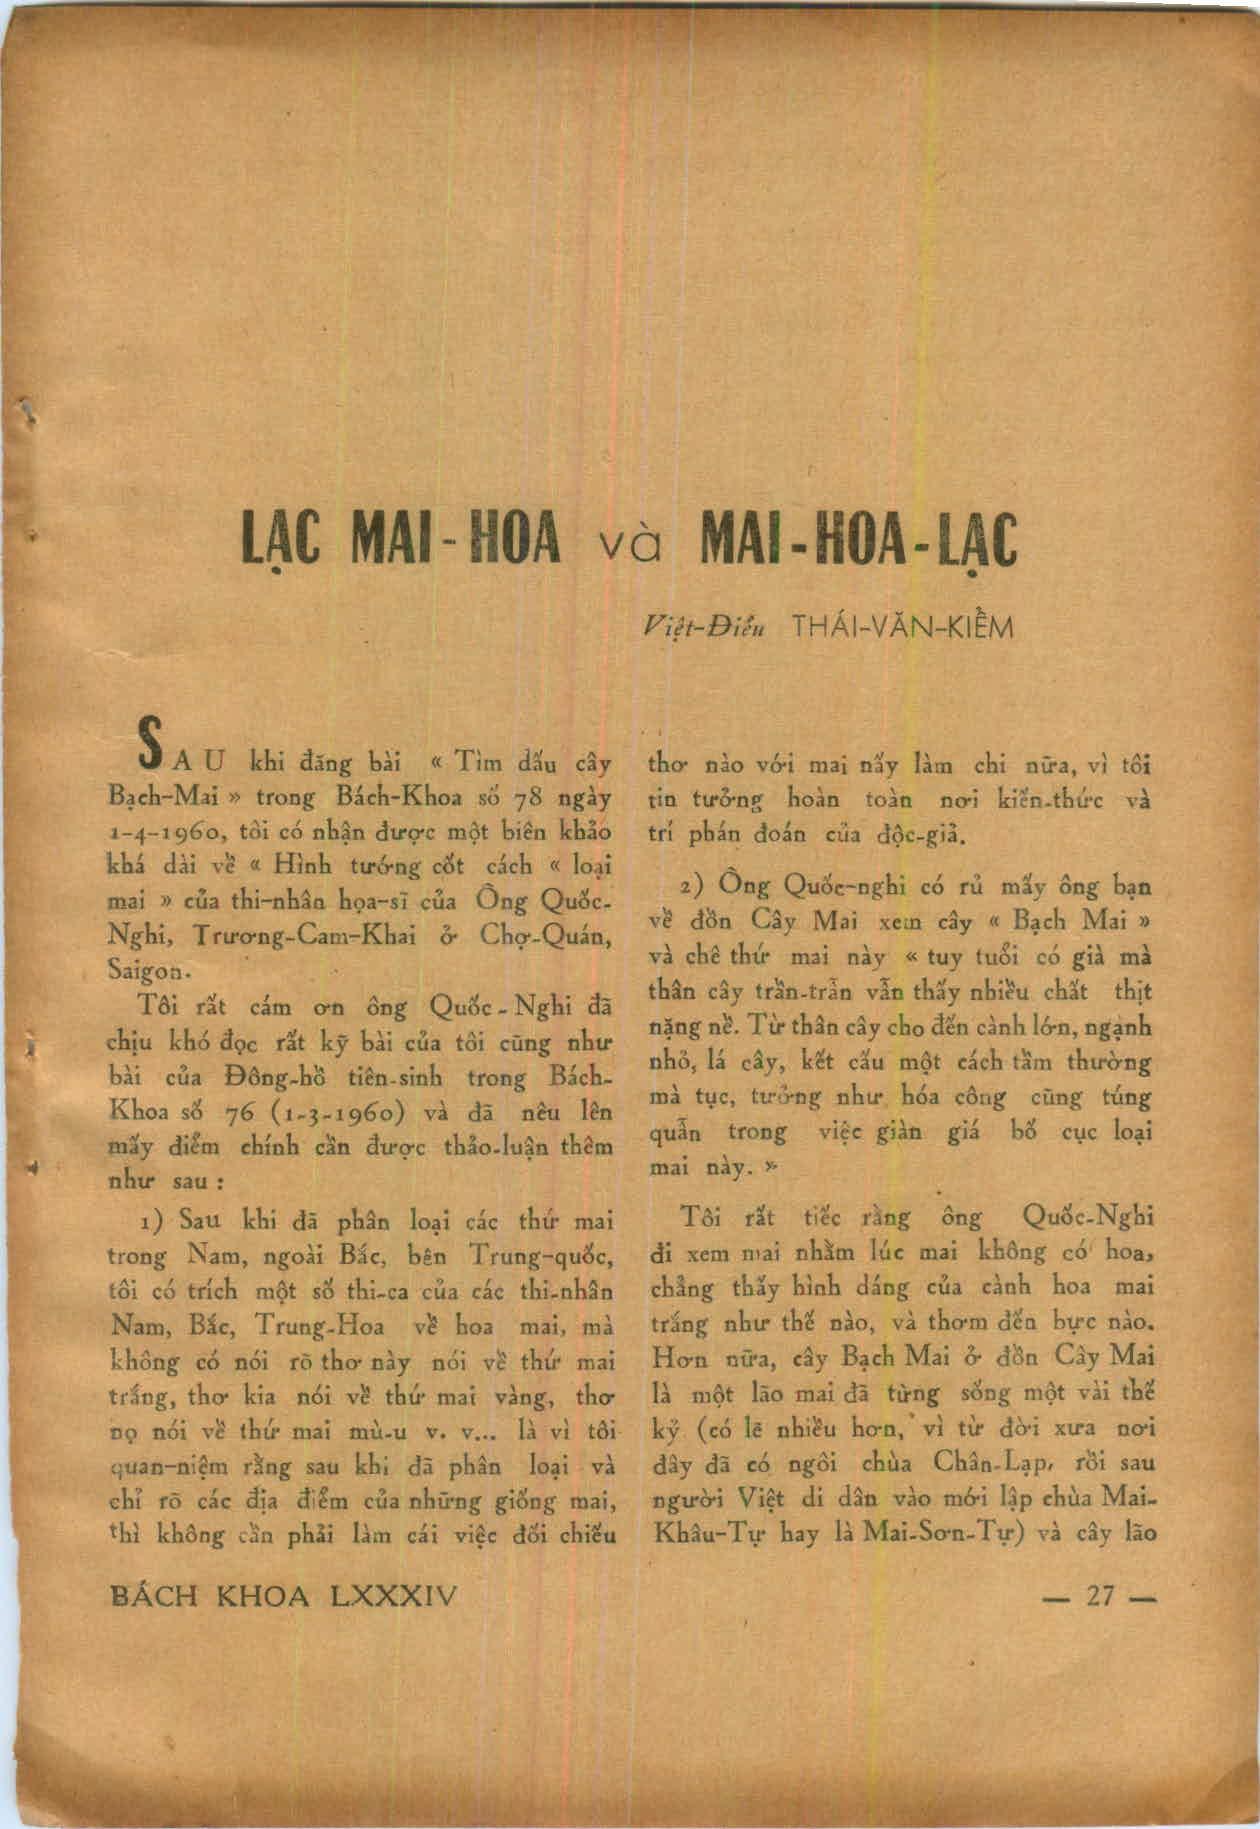 LẠC MAI-HOA và MAI-HOA-LẠC
Việt-Điểu THÁI-VĂN-KIỂM
SAU khi đăng bài « Tìm dấu cây
Bạch-Mai » trong Bách-Khoa số 78 ngày
1-4-1960, tôi có nhận được một biên khảo
khá dài về « Hình tướng cốt cách « loại
mai » của thi-nhân họa-sĩ của Ông Quốc-
Nghi, Trương-Cam-Khai ở Chợ-Quán,
Saigon.
Tôi rất cám ơn ông Quốc-Nghi đã
chịu khó đọc rất kỹ bài của tôi cũng như
bài của Đông-hồ tiên-sinh trong Bách-
Khoa số 76 (1-3-1960) và đã nêu lên
mấy điểm chính cần được thảo-luận thêm
như sau :
1) Sau khi đã phân loại các thứ mai
trong Nam, ngoài Bắc, bên Trung-quốc,
tôi có trích một số thi-ca của các thi-nhân
Nam, Bắc, Trung-Hoa về hoa mai, mà
không có nói rõ thơ này nói về thứ mai
trắng, thơ kia nói về thứ mai vàng, thơ
nọ nói về thứ mai mù-u v. v... là vì tôi
quan-niệm rằng sau khi đã phân loại và
chỉ rõ các địa điểm của những giống mai,
thì không cần phải làm cái việc đối chiếu
thơ nào với mai nấy làm chi nữa, vì tôi
tin tưởng hoàn toàn nơi kiến-thức và
trí phán đoán của độc-giả.
2) Ông Quốc-nghi có rủ mấy ông bạn
về đồn Cây Mai xem cây « Bạch Mai »
và chê thứ mai này « tuy tuổi có già mà
thân cây trần-trẫn vẫn thấy nhiều chất thịt
nặng nề. Từ thân cây cho đến cành lớn, ngạnh
nhỏ, lá cây, kết cấu một cách tầm thường
mà tục, tưởng như hóa công cũng túng
quẫn trong việc giàn giá bố cục loại
mai này. »
Tôi rất tiếc rằng ông Quốc-Nghi
đi xem mai nhằm lúc mai không có hoa,
chẳng thấy hình dáng của cành hoa mai
trắng như thế nào, và thơm đến bực nào.
Hơn nữa, cây Bạch Mai ở đồn Cây Mai
là một lão mai đã từng sống một vài thế
kỷ (có lẽ nhiều hơn, vì từ đời xưa nơi
đây đã có ngôi chùa Chân-Lạp, rồi sau
người Việt di dân vào mới lập chùa Mai-
Khâu-Tự hay là Mai-Sơn-Tự) và cây lão
BÁCH KHOA LXXXIV
— 27 —